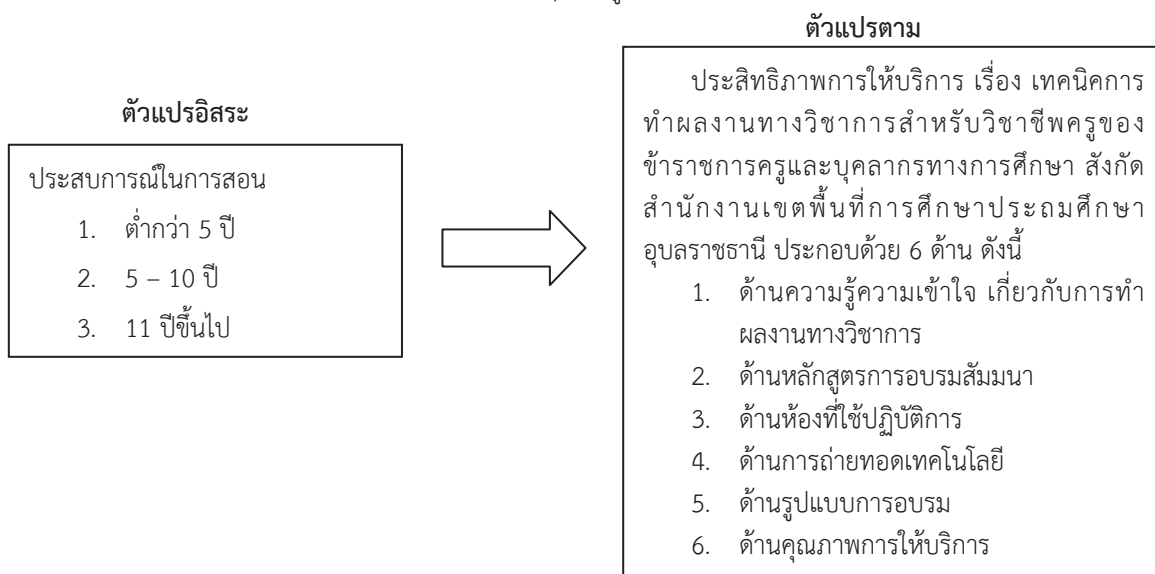 ตัวแปรอิสระ
ประสบการณ์ในการสอน
1. ต่ำกว่า 5 ปี
2. 5 – 10 ปี
3. 11 ปีขึ้นไป
ตัวแปรตาม
ประสิทธิภาพการให้บริการ เรื่อง เทคนิคการ
ทำผลงานทางวิชาการสำหรับวิชาชีพครูของ
ข้าราชการครูและบุคลากรทางการศึกษา สังกัด
สำนักงานเขตพื้นที่การศึกษาประถมศึกษา
อุบลราชธานี ประกอบด้วย 6 ด้าน ดังนี้
1. ด้านความรู้ความเข้าใจ เกี่ยวกับการทำ
ผลงานทางวิชาการ
2. ด้านหลักสูตรการอบรมสัมมนา
3. ด้านห้องที่ใช้ปฏิบัติการ
4. ด้านการถ่ายทอดเทคโนโลยี
5. ด้านรูปแบบการอบรม
6. ด้านคุณภาพการให้บริการ